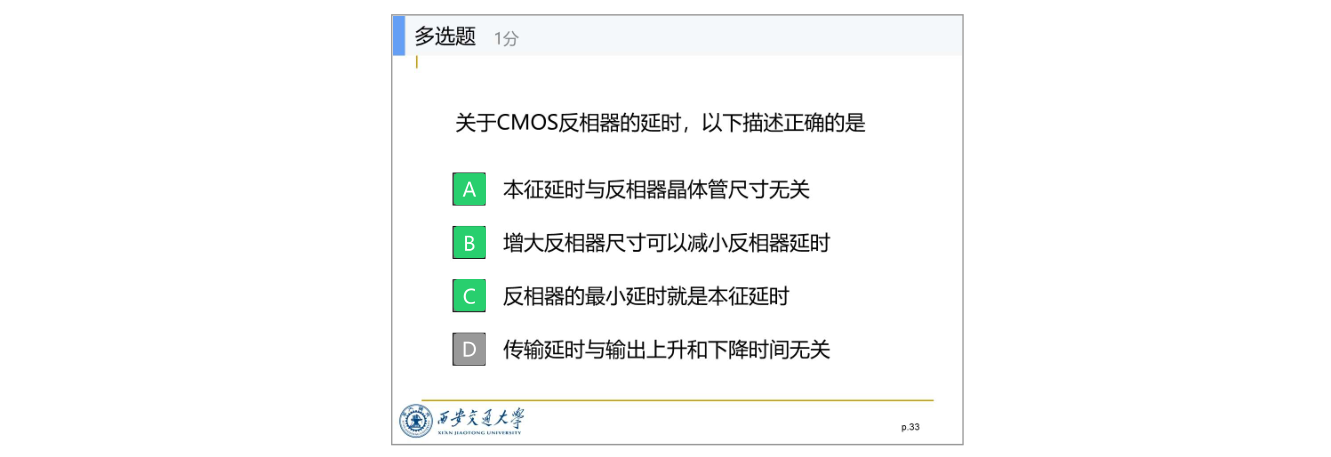 多选题 1分
关于CMOS反相器的延时，以下描述正确的是
A 本征延时与反相器晶体管尺寸无关
B 增大反相器尺寸可以减小反相器延时
C 反相器的最小延时就是本征延时
D 传输延时与输出上升和下降时间无关
西安交通大学
XI'AN JIAOTONG UNIVERSITY
p.33